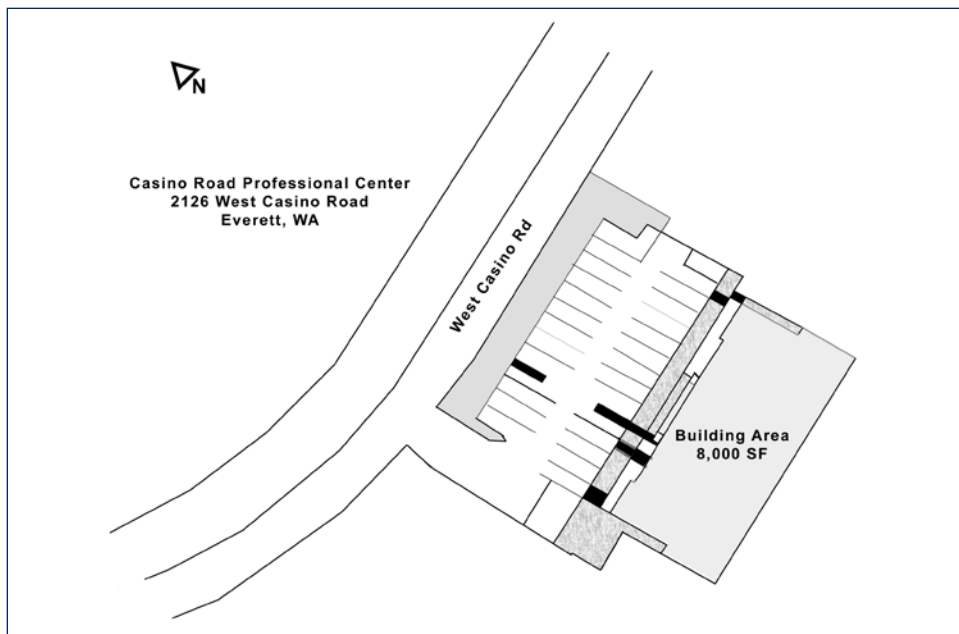 N
Casino Road Professional Center
2126 West Casino Road
Everett, WA
West Casino Rd
Building Area
8,000 SF